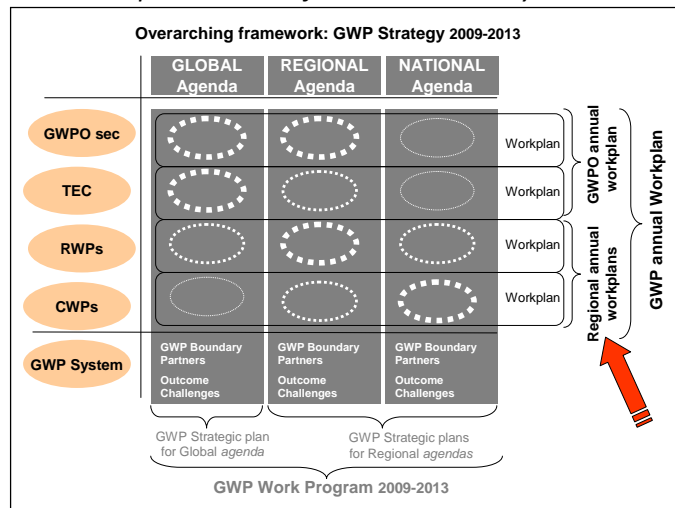 Overarching framework: GWP Strategy 2009-2013
GLOBAL
Agenda
REGIONAL
Agenda
NATIONAL
Agenda
GWPO sec
Workplan
TEC
Workplan
RWPs
Workplan
CWPs
Workplan
GWPO annual
workplan
Regional annual
workplans
GWP annual Workplan
GWP System
GWP Boundary
Partners
Outcome
Challenges
GWP Boundary
Partners
Outcome
Challenges
GWP Boundary
Partners
Outcome
Challenges
GWP Strategic plan
for Global agenda
GWP Strategic plans
for Regional agendas
GWP Work Program 2009-2013